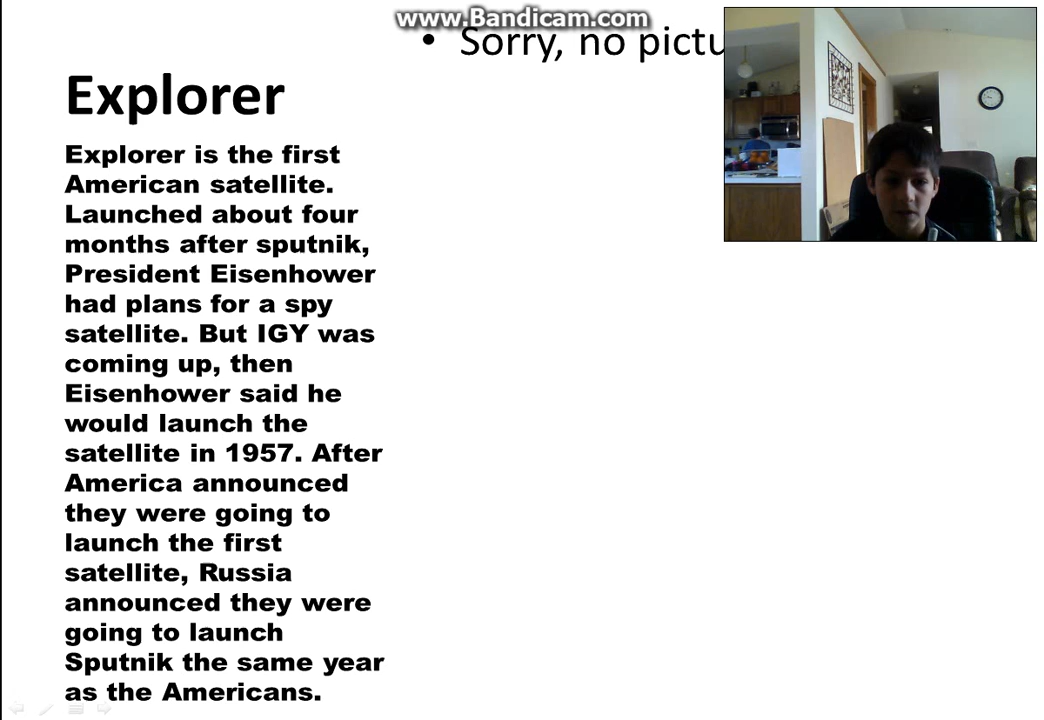 www.Bandicam.com
• Sorry, no
Explorer
Explorer is the first
American satellite.
Launched about four
months after sputnik,
President Eisenhower
had plans for a spy
satellite. But IGY was
coming up, then
Eisenhower said he
would launch the
satellite in 1957. After
America announced
they were going to
launch the first
satellite, Russia
announced they were
going to launch
Sputnik the same year
as the Americans.